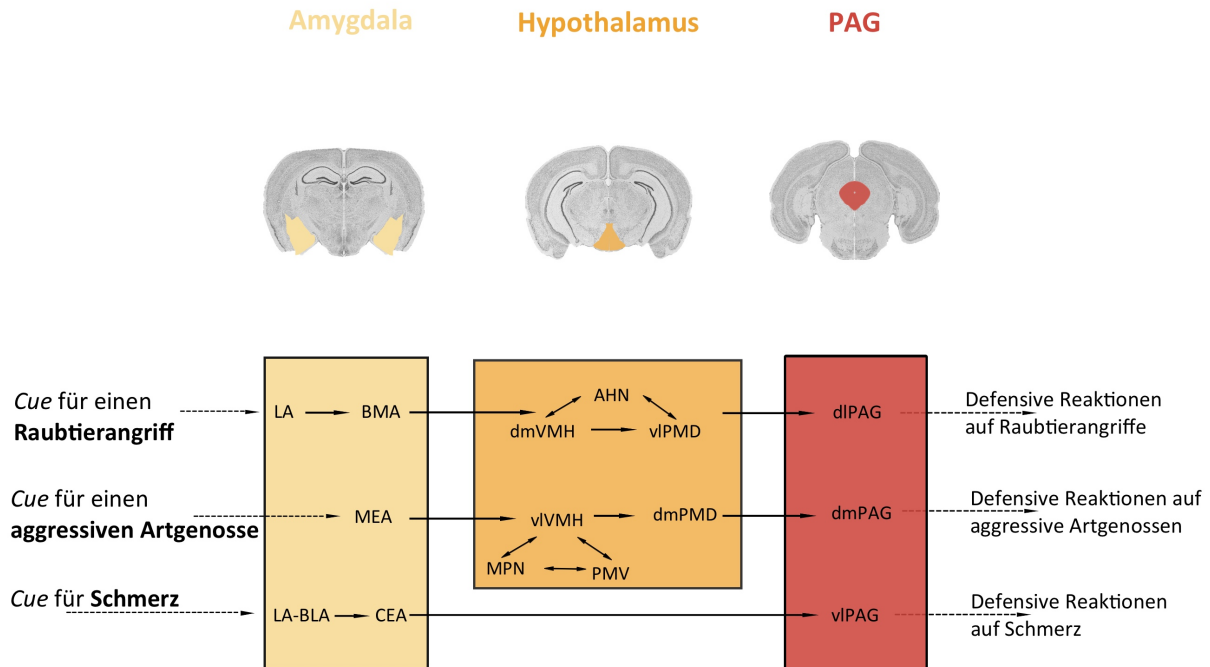 Amygdala
Hypothalamus
PAG
Cue für einen
Raubtierangriff
LA
BMA
AHN
dmVMH
vlPMD
dlPAG
Defensive Reaktionen
auf Raubtierangriffe
Cue für einen
aggressiven Artgenosse
MEA
vlVMH
dmPMD
MPN
PMV
dmPAG
Defensive Reaktionen auf
aggressive Artgenossen
Cue für Schmerz
LA-BLA
CEA
vlPAG
Defensive Reaktionen
auf Schmerz